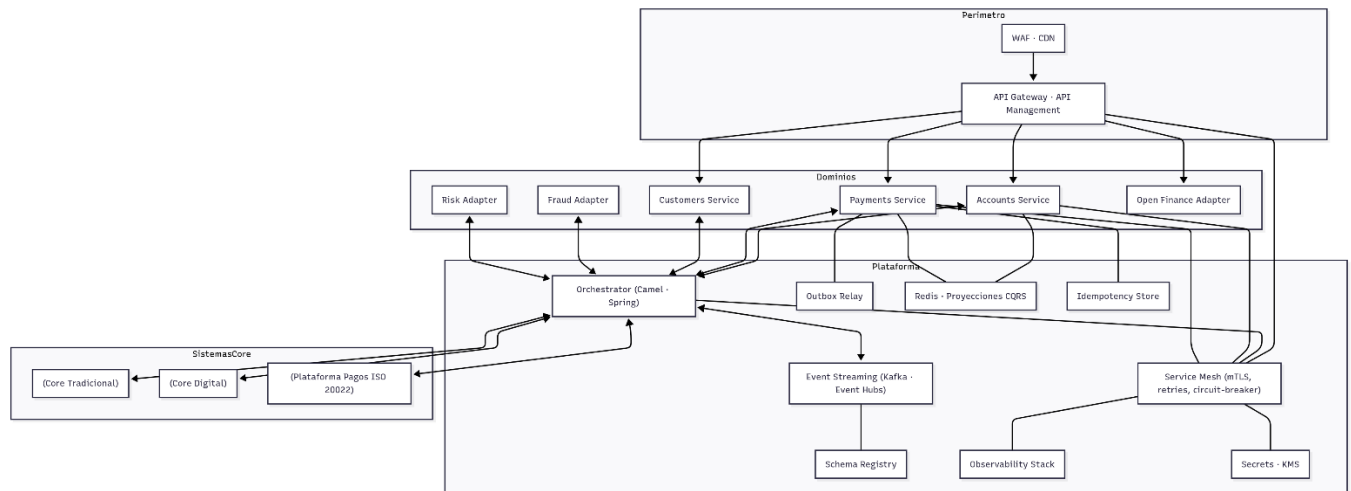 Perímetro
WAF · CDN
API Gateway · API
Management
Dominios
Risk Adapter
Fraud Adapter
Customers Service
Payments Service
Accounts Service
Open Finance Adapter
Plataforma
Orchestrator (Camel ·
Spring)
Outbox Relay
Redis · Proyecciones CQRS
Idempotency Store
SistemasCore
(Core Tradicional)
(Core Digital)
(Plataforma Pagos ISO
20022)
Event Streaming (Kafka ·
Event Hubs)
Service Mesh (mTLS,
retries, circuit-breaker)
Schema Registry
Observability Stack
Secrets · KMS